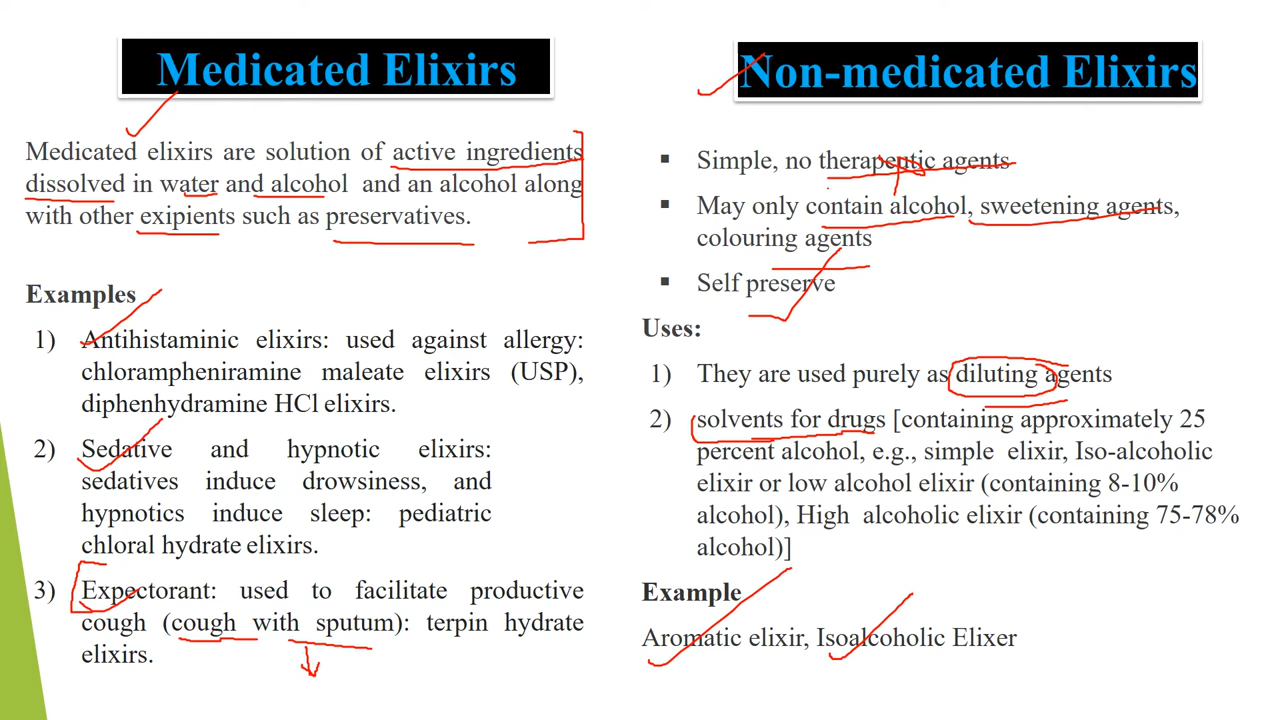 Medicated Elixirs
Medicated elixirs are solution of active ingredients
dissolved in water and alcohol and an alcohol along
with other exipients such as preservatives.
Examples
1) Antihistaminic elixirs: used against allergy:
chlorampheniramine maleate elixirs (USP),
diphenhydramine HCl elixirs.
2) Sedative and hypnotic elixirs:
sedatives induce drowsiness, and
hypnotics induce sleep: pediatric
chloral hydrate elixirs.
3) Expectorant: used to facilitate productive
cough (cough with sputum): terpin hydrate
elixirs.
Non-medicated Elixirs
▪ Simple, no therapeutic agents
▪ May only contain alcohol, sweetening agents,
colouring agents
▪ Self preserve
Uses:
1) They are used purely as diluting agents
2) solvents for drugs [containing approximately 25
percent alcohol, e.g., simple elixir, Iso-alcoholic
elixir or low alcohol elixir (containing 8-10%
alcohol), High alcoholic elixir (containing 75-78%
alcohol)]
Example
Aromatic elixir, Isoalcoholic Elixer